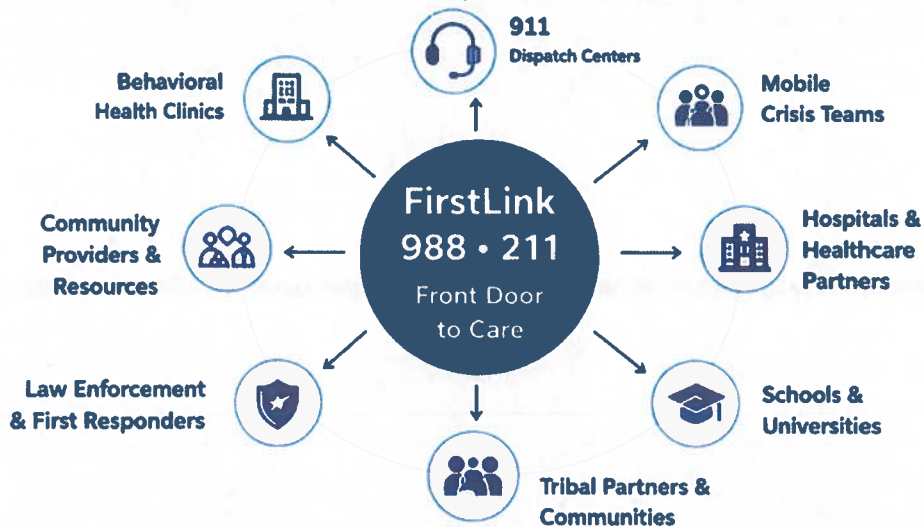 911
Dispatch Centers
Behavioral
Health Clinics
Mobile
Crisis Teams
FirstLink
988 • 211
Front Door
to Care
Community
Providers &
Resources
Hospitals &
Healthcare
Partners
Law Enforcement
& First Responders
Schools &
Universities
Tribal Partners &
Communities